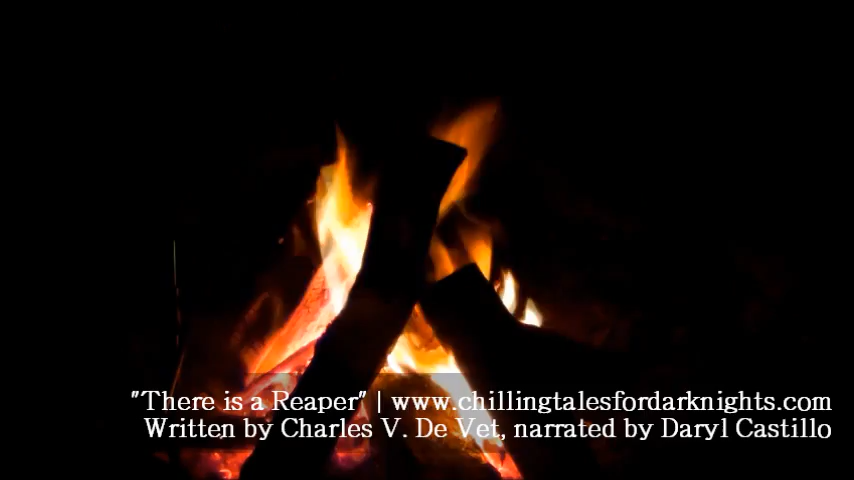 "There is a Reaper" | www.chillingtalesfordarknights.com
Written by Charles V. De Vet, narrated by Daryl Castillo